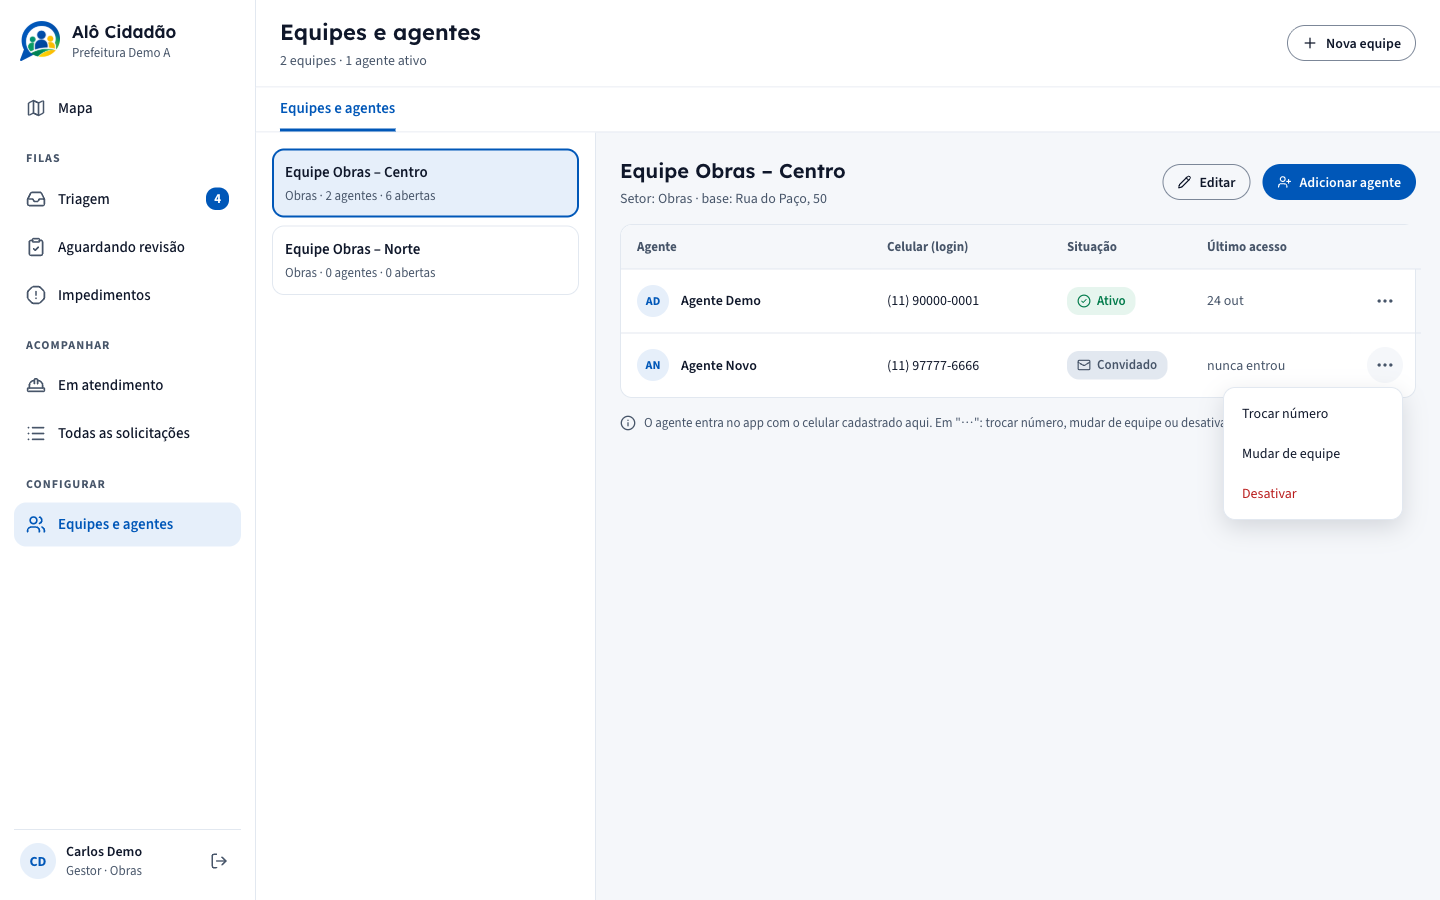 Alô Cidadão
Prefeitura Demo A
Mapa
FILAS
Triagem 4
Aguardando revisão
Impedimentos
ACOMPANHAR
Em atendimento
Todas as solicitações
CONFIGURAR
Equipes e agentes
CD
Carlos Demo
Gestor · Obras
Equipes e agentes
2 equipes · 1 agente ativo
Nova equipe
Equipes e agentes
Equipe Obras – Centro
Obras · 2 agentes · 6 abertas
Equipe Obras – Norte
Obras · 0 agentes · 0 abertas
Equipe Obras – Centro
Setor: Obras · base: Rua do Paço, 50
Editar
Adicionar agente
Agente Celular (login) Situação Último acesso
AD Agente Demo (11) 90000-0001 Ativo 24 out
AN Agente Novo (11) 97777-6666 Convidado nunca entrou
O agente entra no app com o celular cadastrado aqui. Em "···": trocar número, mudar de equipe ou
Trocar número
Mudar de equipe
Desativar